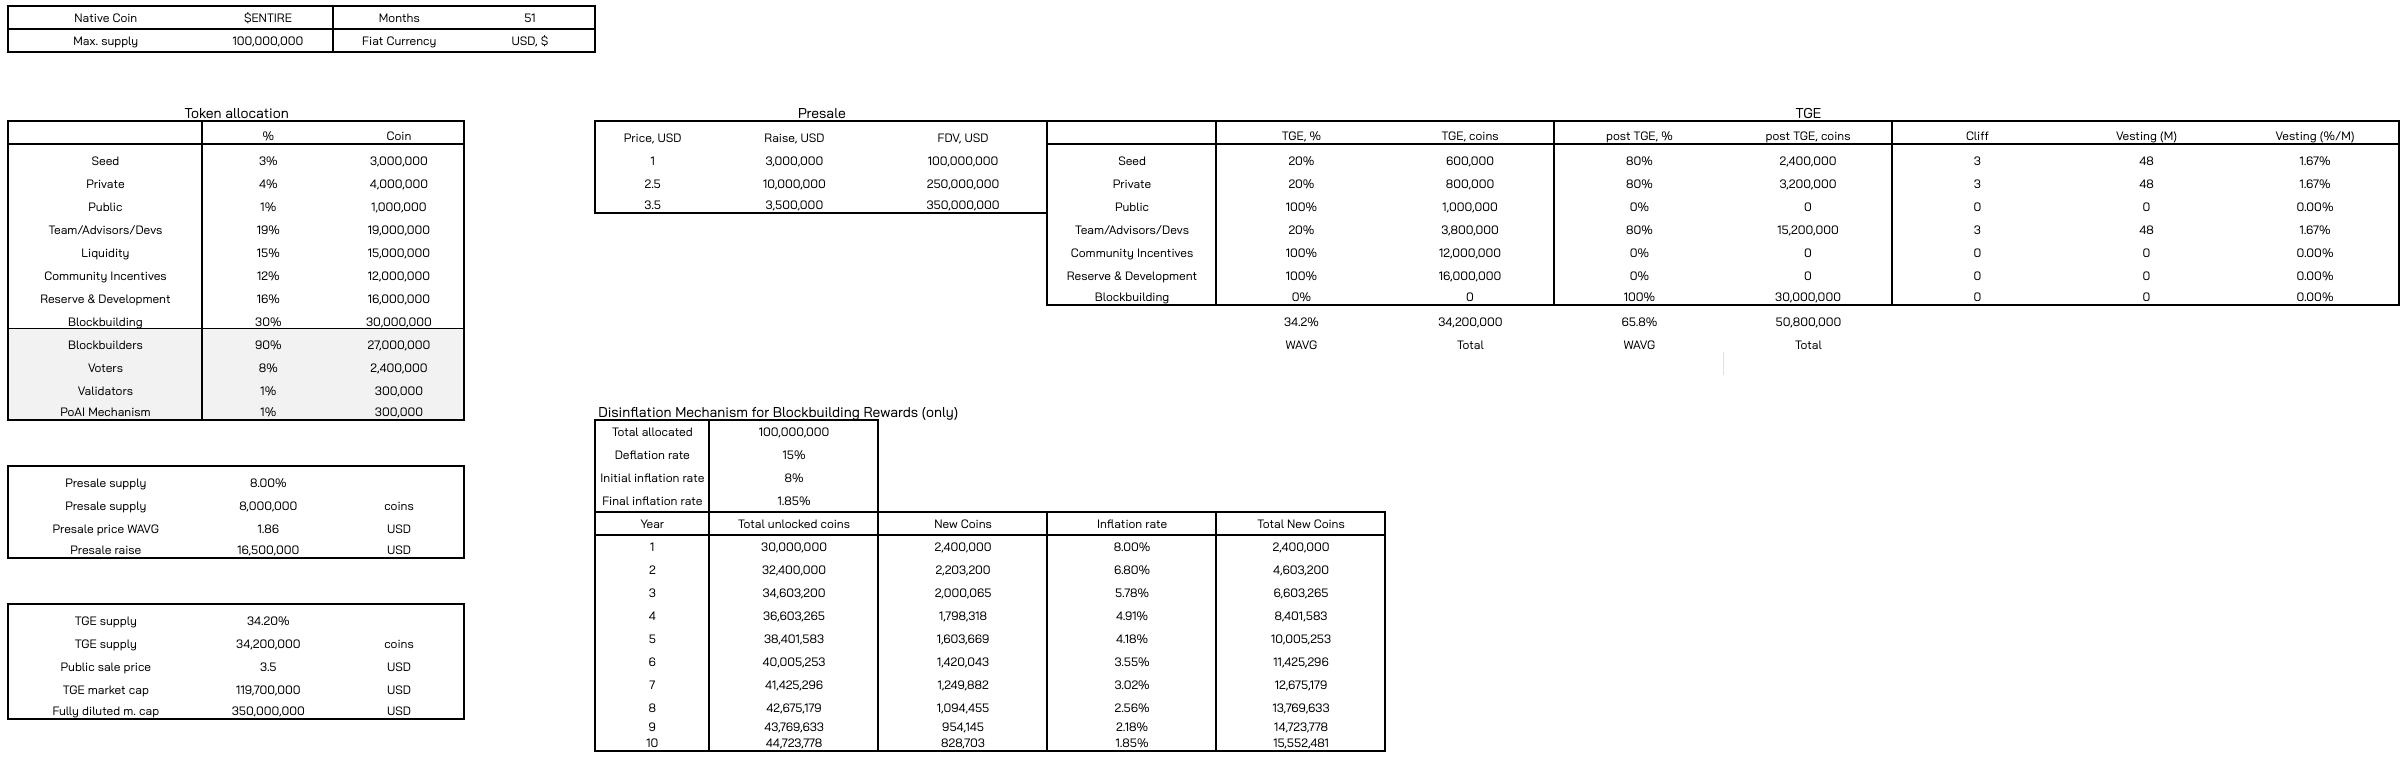 Native Coin $ENTIRE Months 51
Max. supply 100,000,000 Fiat Currency USD, $
Token allocation
% Coin
Seed 3% 3,000,000
Private 4% 4,000,000
Public 1% 1,000,000
Team/Advisors/Devs 19% 19,000,000
Liquidity 15% 15,000,000
Community Incentives 12% 12,000,000
Reserve & Development 16% 16,000,000
Blockbuilding 30% 30,000,000
Blockbuilders 90% 27,000,000
Voters 8% 2,400,000
Validators 1% 300,000
PoAI Mechanism 1% 300,000
Presale supply 8.00%
Presale supply 8,000,000 coins
Presale price WAVG 1.86 USD
Presale raise 16,500,000 USD
TGE supply 34.20%
TGE supply 34,200,000 coins
Public sale price 3.5 USD
TGE market cap 119,700,000 USD
Fully diluted m. cap 350,000,000 USD
Presale
Price, USD Raise, USD FDV, USD
1 3,000,000 100,000,000
2.5 10,000,000 250,000,000
3.5 3,500,000 350,000,000
TGE
TGE, % TGE, coins post TGE, % post TGE, coins Cliff Vesting (M) Vesting (%/M)
Seed 20% 600,000 80% 2,400,000 3 48 1.67%
Private 20% 800,000 80% 3,200,000 3 48 1.67%
Public 100% 1,000,000 0% 0 0 0 0.00%
Team/Advisors/Devs 20% 3,800,000 80% 15,200,000 3 48 1.67%
Community Incentives 100% 12,000,000 0% 0 0 0 0.00%
Reserve & Development 100% 16,000,000 0% 0 0 0 0.00%
Blockbuilding 0% 0 100% 30,000,000 0 0 0.00%
34.2% 34,200,000 65.8% 50,800,000
WAVG Total WAVG Total
Disinflation Mechanism for Blockbuilding Rewards (only)
Total allocated 100,000,000
Deflation rate 15%
Initial inflation rate 8%
Final inflation rate 1.85%
Year Total unlocked coins New Coins Inflation rate Total New Coins
1 30,000,000 2,400,000 8.00% 2,400,000
2 32,400,000 2,203,200 6.80% 4,603,200
3 34,603,200 2,000,065 5.78% 6,603,265
4 36,603,265 1,798,318 4.91% 8,401,583
5 38,401,583 1,603,669 4.18% 10,005,253
6 40,005,253 1,420,043 3.55% 11,425,296
7 41,425,296 1,249,882 3.02% 12,675,179
8 42,675,179 1,094,455 2.56% 13,769,633
9 43,769,633 954,145 2.18% 14,723,778
10 44,723,778 828,703 1.85% 15,552,481